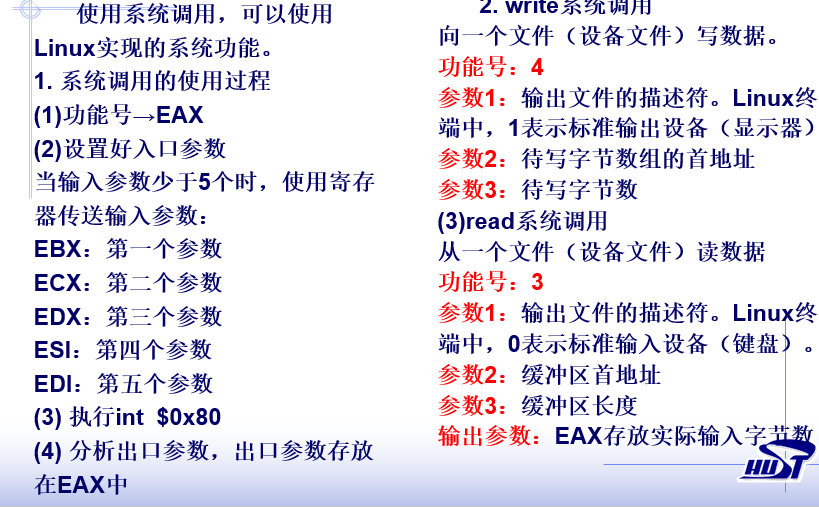 使用系统调用，可以使用
Linux实现的系统功能。
1. 系统调用的使用过程
(1)功能号→EAX
(2)设置好入口参数
当输入参数少于5个时，使用寄存
器传送输入参数：
EBX：第一个参数
ECX：第二个参数
EDX：第三个参数
ESI：第四个参数
EDI：第五个参数
(3) 执行int $0x80
(4) 分析出口参数，出口参数存放
在EAX中
2. write系统调用
向一个文件（设备文件）写数据。
功能号：4
参数1：输出文件的描述符。Linux终
端中，1表示标准输出设备（显示器）
参数2：待写字节数组的首地址
参数3：待写字节数
(3)read系统调用
从一个文件（设备文件）读数据
功能号：3
参数1：输出文件的描述符。Linux终
端中，0表示标准输入设备（键盘）。
参数2：缓冲区首地址
参数3：缓冲区长度
输出参数：EAX存放实际输入字节数
HUST